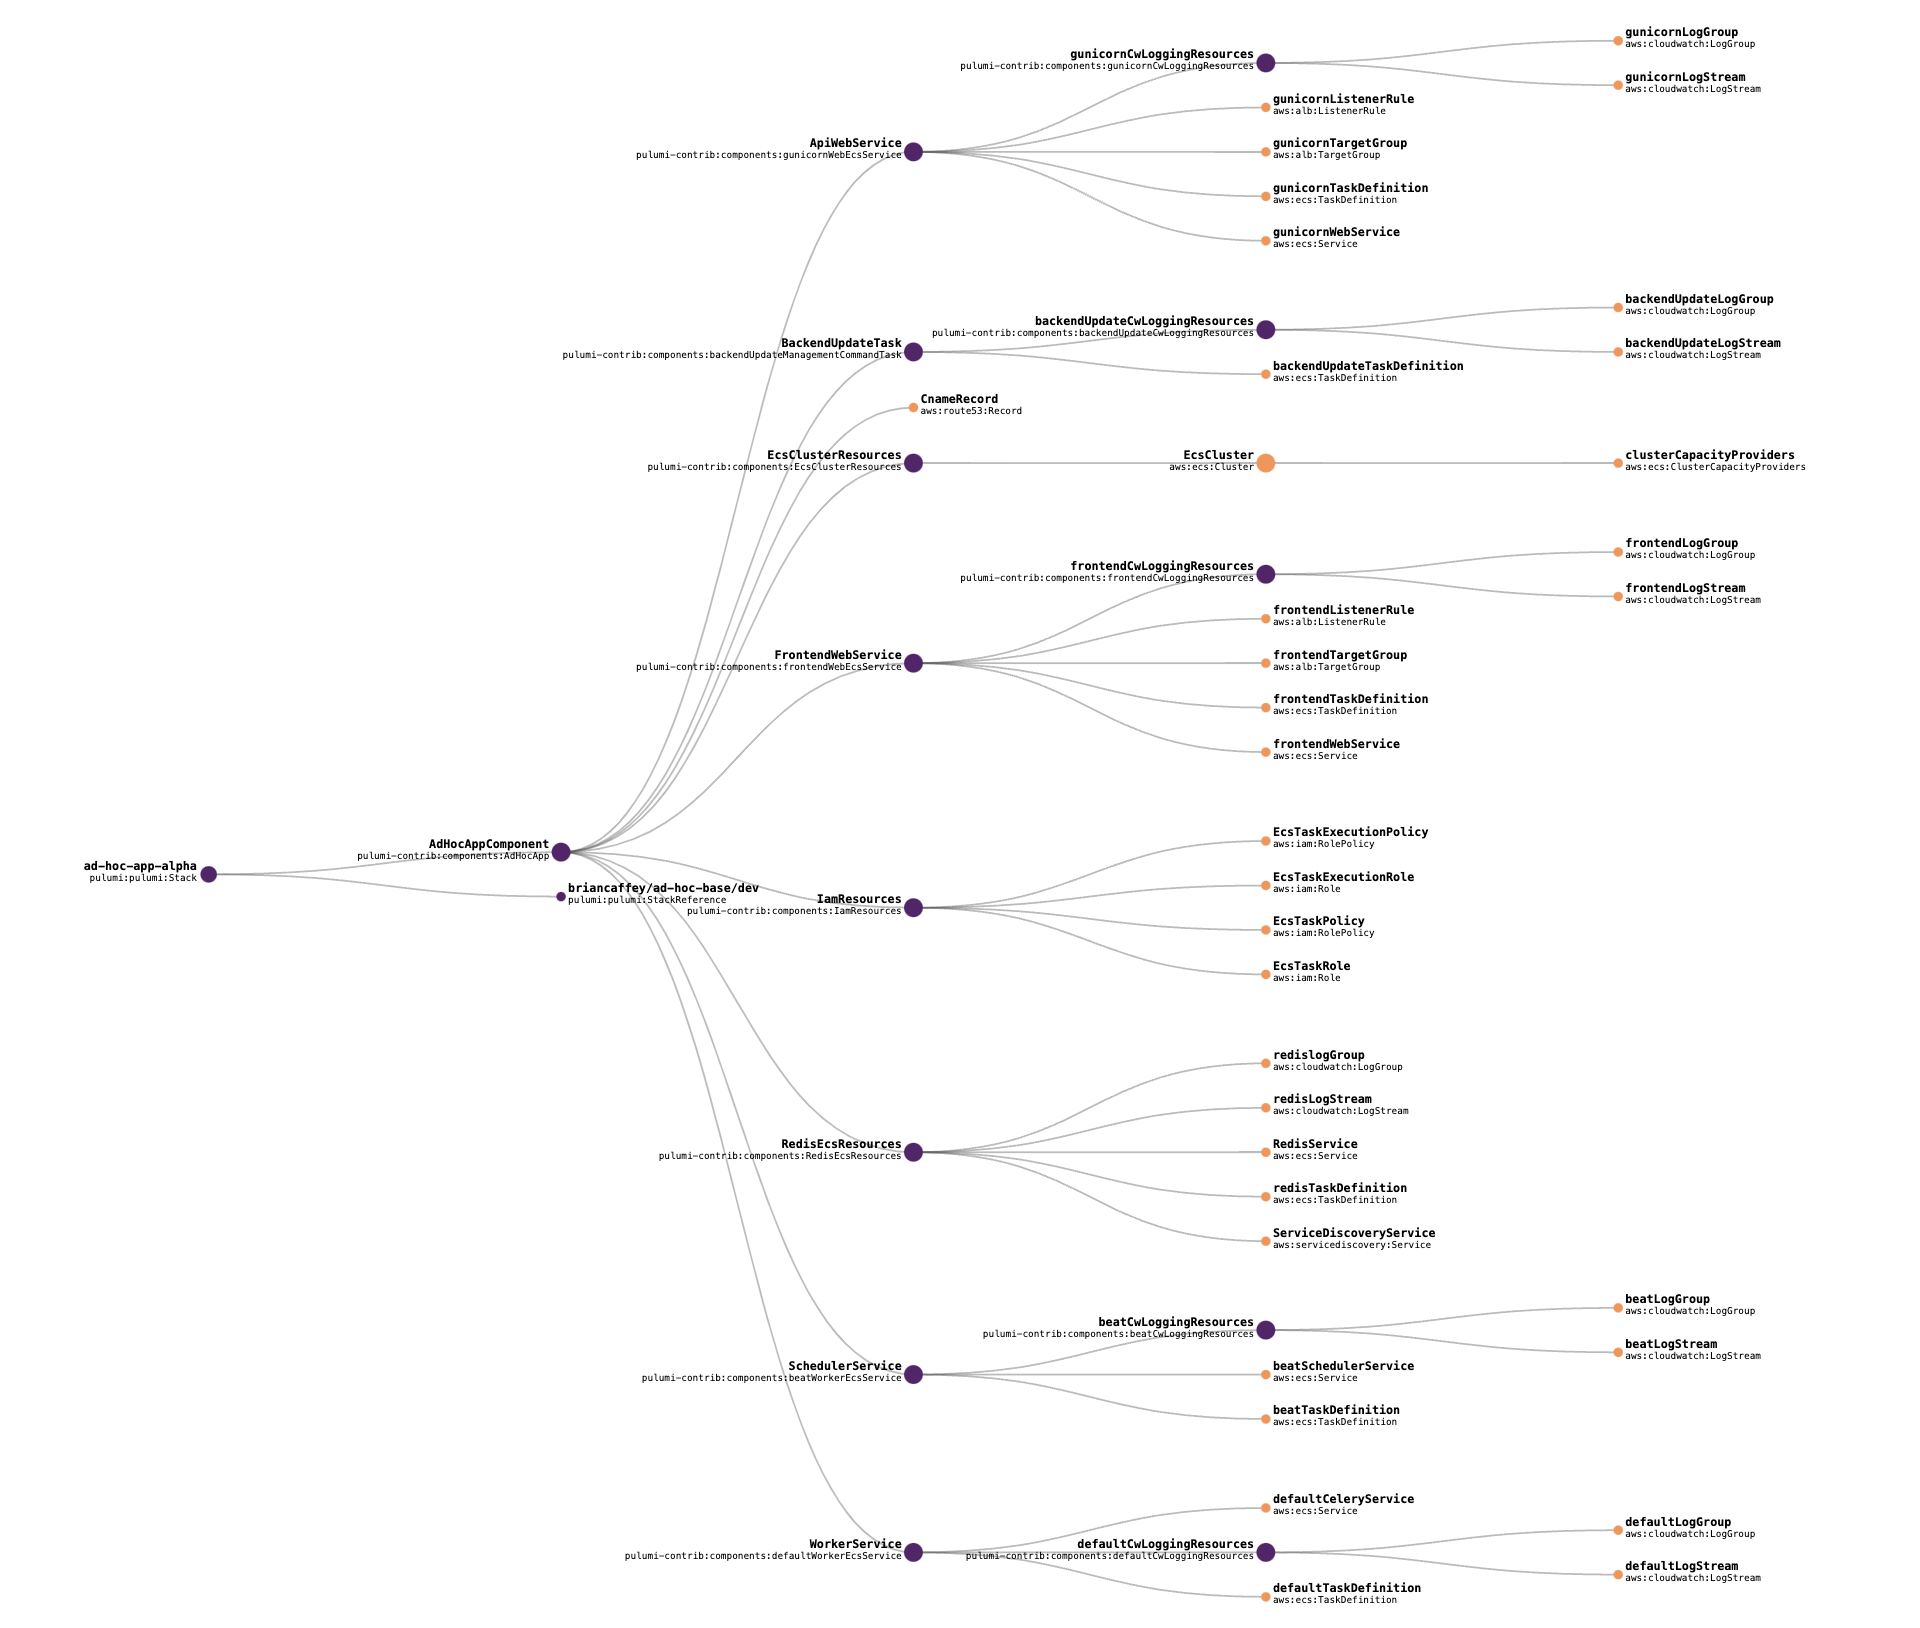 gunicornLogGroup
aws:cloudwatch:LogGroup
gunicornCwLoggingResources
pulumi-contrib:components:gunicornCwLoggingResources
gunicornLogStream
aws:cloudwatch:LogStream
gunicornListenerRule
aws:alb:ListenerRule
ApiWebService
pulumi-contrib:components:gunicornWebEcsService
gunicornTargetGroup
aws:alb:TargetGroup
gunicornTaskDefinition
aws:ecs:TaskDefinition
gunicornWebService
aws:ecs:Service
backendUpdateLogGroup
aws:cloudwatch:LogGroup
backendUpdateCwLoggingResources
pulumi-contrib:components:backendUpdateCwLoggingResources
BackendUpdateTask
pulumi-contrib:components:backendUpdateManagementCommandTask
backendUpdateLogStream
aws:cloudwatch:LogStream
backendUpdateTaskDefinition
aws:ecs:TaskDefinition
CnameRecord
aws:route53:Record
EcsClusterResources
pulumi-contrib:components:EcsClusterResources
EcsCluster
aws:ecs:Cluster
clusterCapacityProviders
aws:ecs:ClusterCapacityProviders
frontendLogGroup
aws:cloudwatch:LogGroup
frontendCwLoggingResources
pulumi-contrib:components:frontendCwLoggingResources
frontendLogStream
aws:cloudwatch:LogStream
frontendListenerRule
aws:alb:ListenerRule
FrontendWebService
pulumi-contrib:components:frontendWebEcsService
frontendTargetGroup
aws:alb:TargetGroup
frontendTaskDefinition
aws:ecs:TaskDefinition
frontendWebService
aws:ecs:Service
EcsTaskExecutionPolicy
aws:iam:RolePolicy
AdHocAppComponent
pulumi-contrib:components:AdHocApp
ad-hoc-app-alpha
pulumi:pulumi:Stack
EcsTaskExecutionRole
aws:iam:Role
briancaffey/ad-hoc-base/dev
pulumi:pulumi:StackReference
IamResources
pulumi-contrib:components:IamResources
EcsTaskPolicy
aws:iam:RolePolicy
EcsTaskRole
aws:iam:Role
redislogGroup
aws:cloudwatch:LogGroup
redisLogStream
aws:cloudwatch:LogStream
RedisEcsResources
pulumi-contrib:components:RedisEcsResources
RedisService
aws:ecs:Service
redisTaskDefinition
aws:ecs:TaskDefinition
ServiceDiscoveryService
aws:servicediscovery:Service
beatLogGroup
aws:cloudwatch:LogGroup
beatCwLoggingResources
pulumi-contrib:components:beatCwLoggingResources
beatLogStream
aws:cloudwatch:LogStream
SchedulerService
pulumi-contrib:components:beatWorkerEcsService
beatSchedulerService
aws:ecs:Service
beatTaskDefinition
aws:ecs:TaskDefinition
defaultCeleryService
aws:ecs:Service
defaultLogGroup
aws:cloudwatch:LogGroup
WorkerService
pulumi-contrib:components:defaultWorkerEcsService
defaultCwLoggingResources
pulumi-contrib:components:defaultCwLoggingResources
defaultLogStream
aws:cloudwatch:LogStream
defaultTaskDefinition
aws:ecs:TaskDefinition